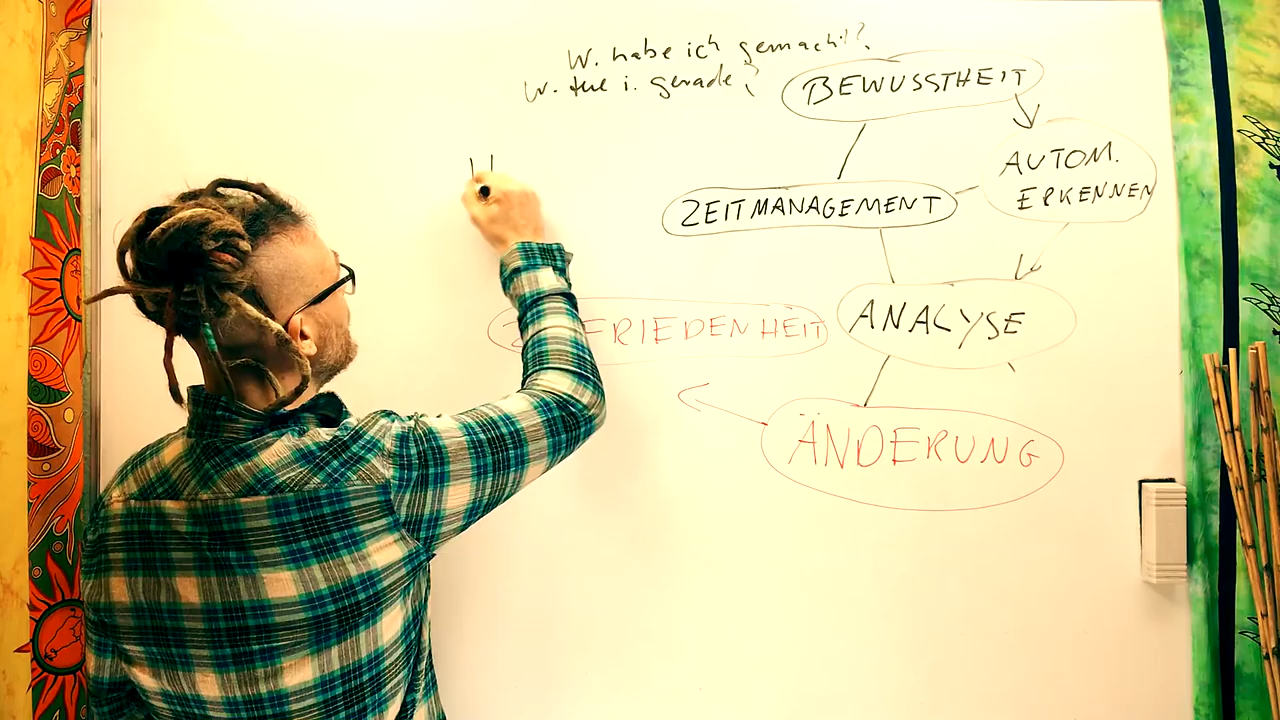 W. habe ich gemacht?
W. tue i. gerade?
BEWUSSTHEIT
AUTOM.
ERKENNEN
ZEITMANAGEMENT
ANALYSE
FRIEDENHEIT
ÄNDERUNG